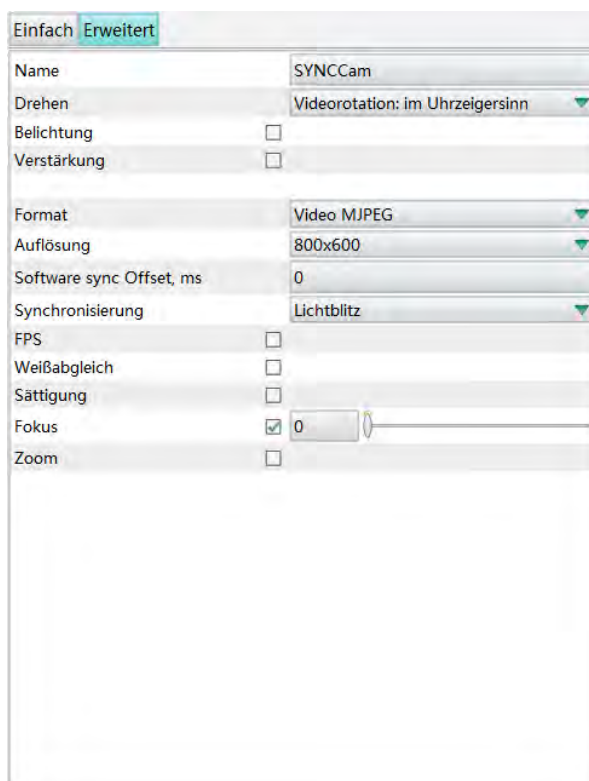 Einfach Erweitert
Name SYNCCam
Drehen Videorotation: im Uhrzeigersinn
Belichtung
Verstärkung
Format Video MJPEG
Auflösung 800x600
Software sync Offset, ms 0
Synchronisierung Lichtblitz
FPS
Weißabgleich
Sättigung
Fokus 0
Zoom